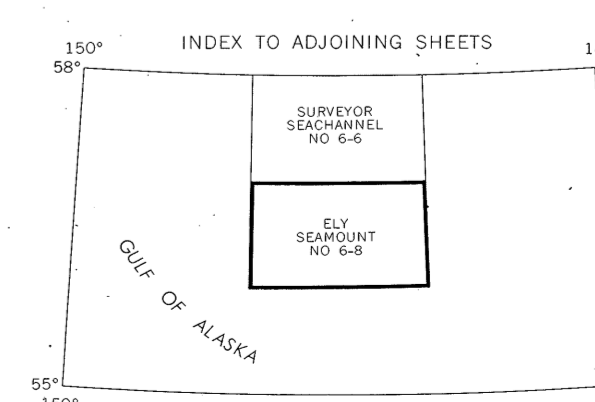 INDEX TO ADJOINING SHEETS
150°
58°
SURVEYOR
SEACHANNEL
NO 6-6
ELY
SEAMOUNT
NO 6-8
GULF OF ALASKA
55°